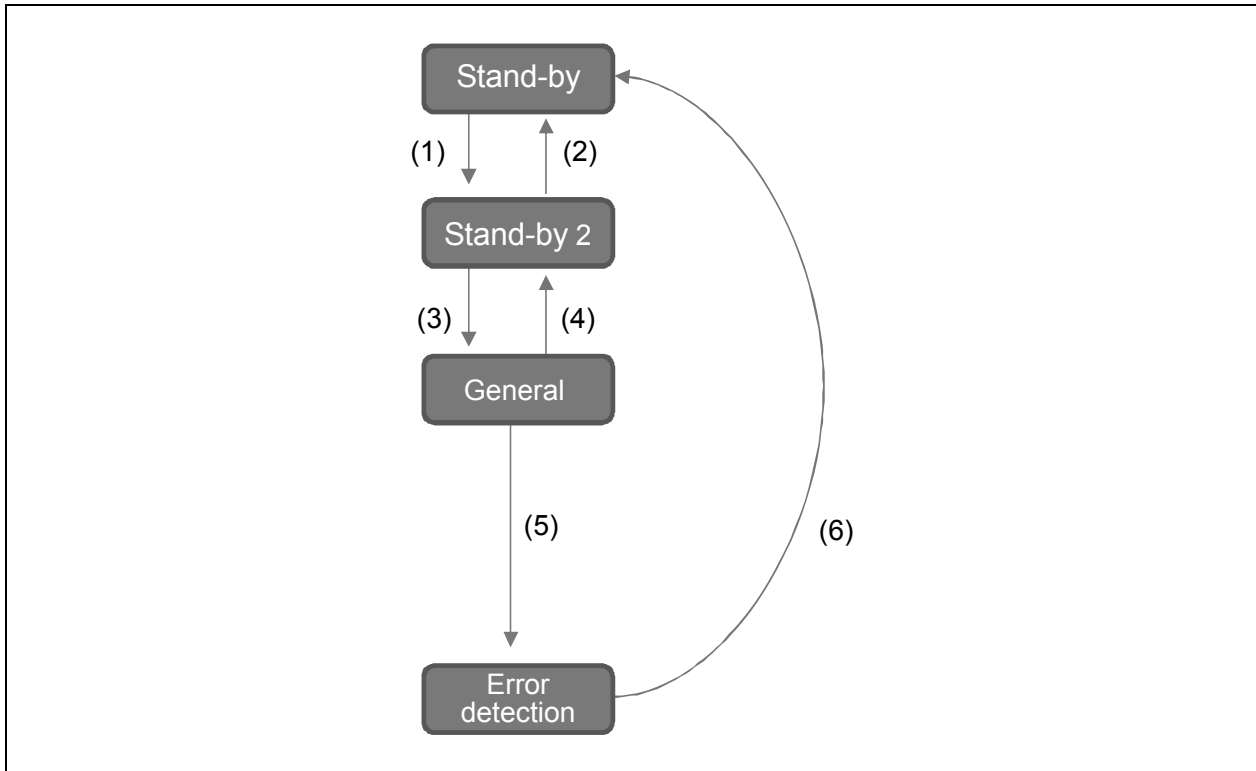 Stand-by
(1)
(2)
Stand-by 2
(3)
(4)
General
(5)
(6)
Error
detection